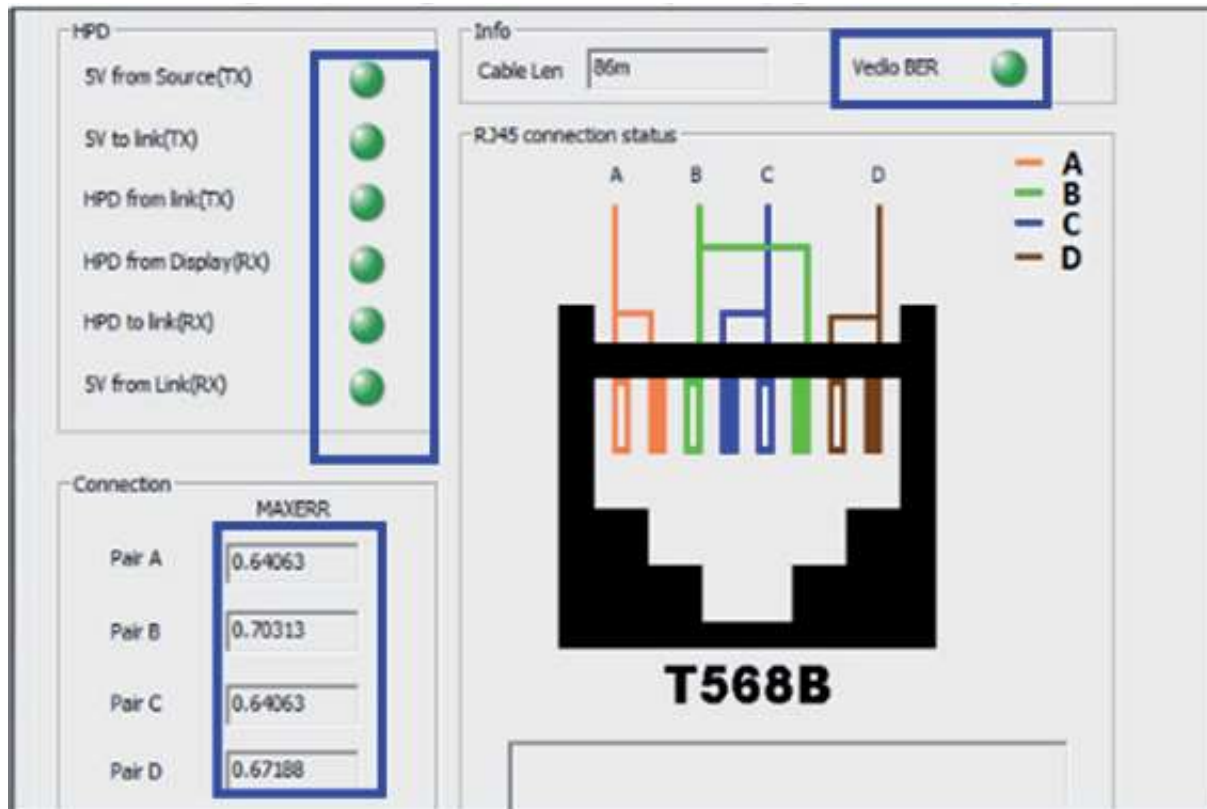 HPD
5V from Source(TX)
5V to link(TX)
HPD from link(TX)
HPD from Display(RX)
HPD to link(RX)
5V from Link(RX)
Info
Cable Len 86m Vedio BER
RJ45 connection status
A B C D
A
B
C
D
T568B
Connection
MAXERR
Pair A 0.64063
Pair B 0.70313
Pair C 0.64063
Pair D 0.67188